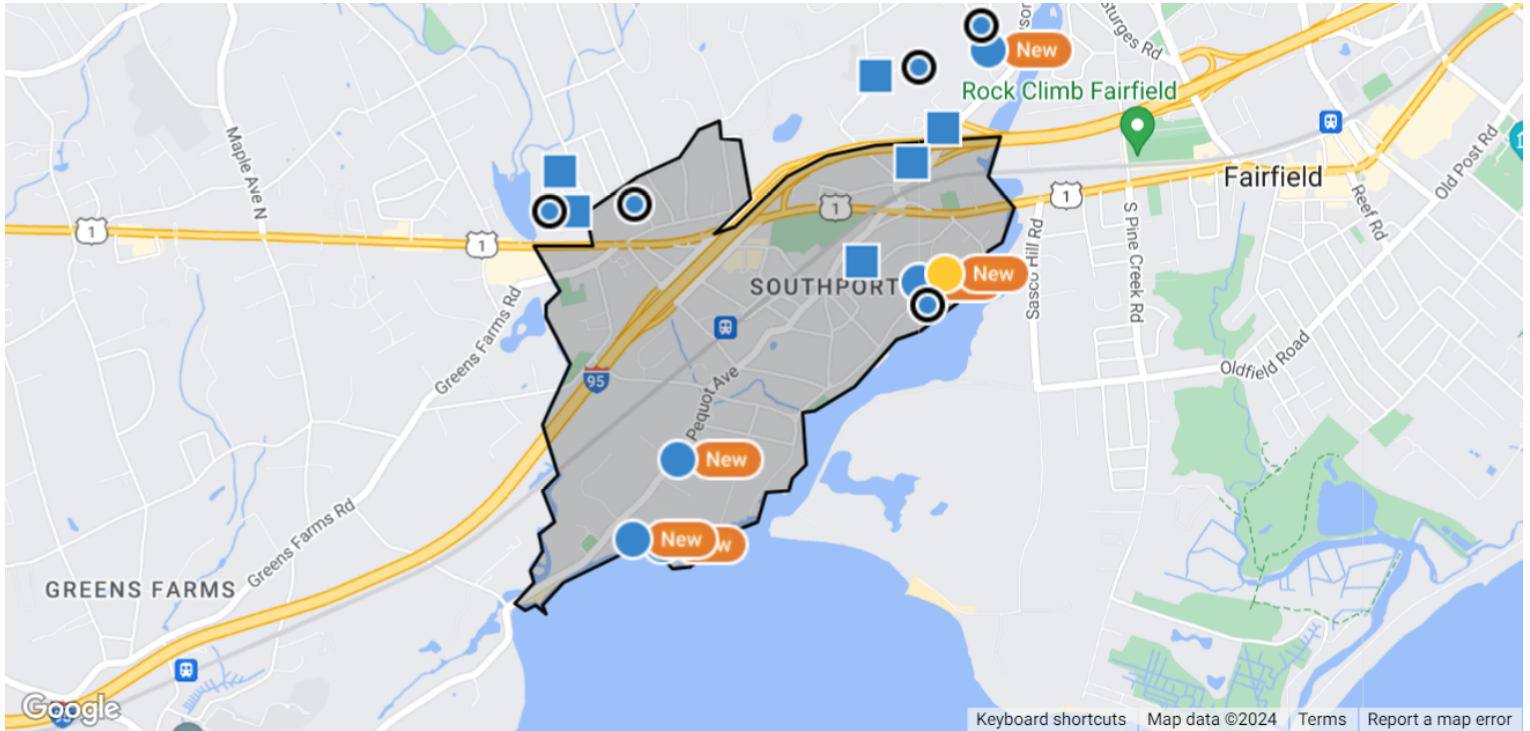 Sturges Rd
New
Rock Climb Fairfield
Maple Ave N
Old Post Rd
Fairfield
1
1
1
1
Reef Rd
S Pine Creek Rd
Sasco Hill Rd
New
SOUTHPORT
Greens Farms Rd
95
Oldfield Road
Pequot Ave
New
New
w
Greens Farms Rd
GREENS FARMS
95
Google
Keyboard shortcuts
Map data ©2024
Terms
Report a map error